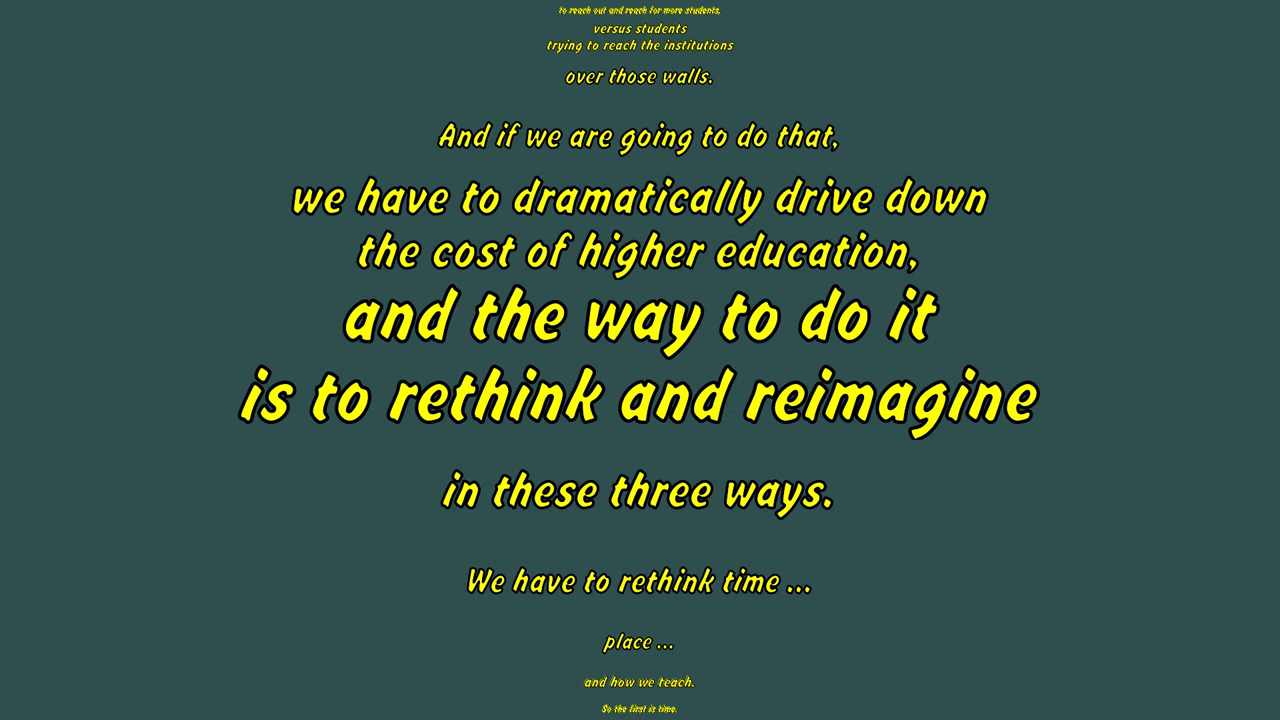 to reach out and reach for more students,
versus students
trying to reach the institutions
over those walls.
And if we are going to do that,
we have to dramatically drive down
the cost of higher education,
and the way to do it
is to rethink and reimagine
in these three ways.
We have to rethink time ...
place ...
and how we teach.
So the first is time.